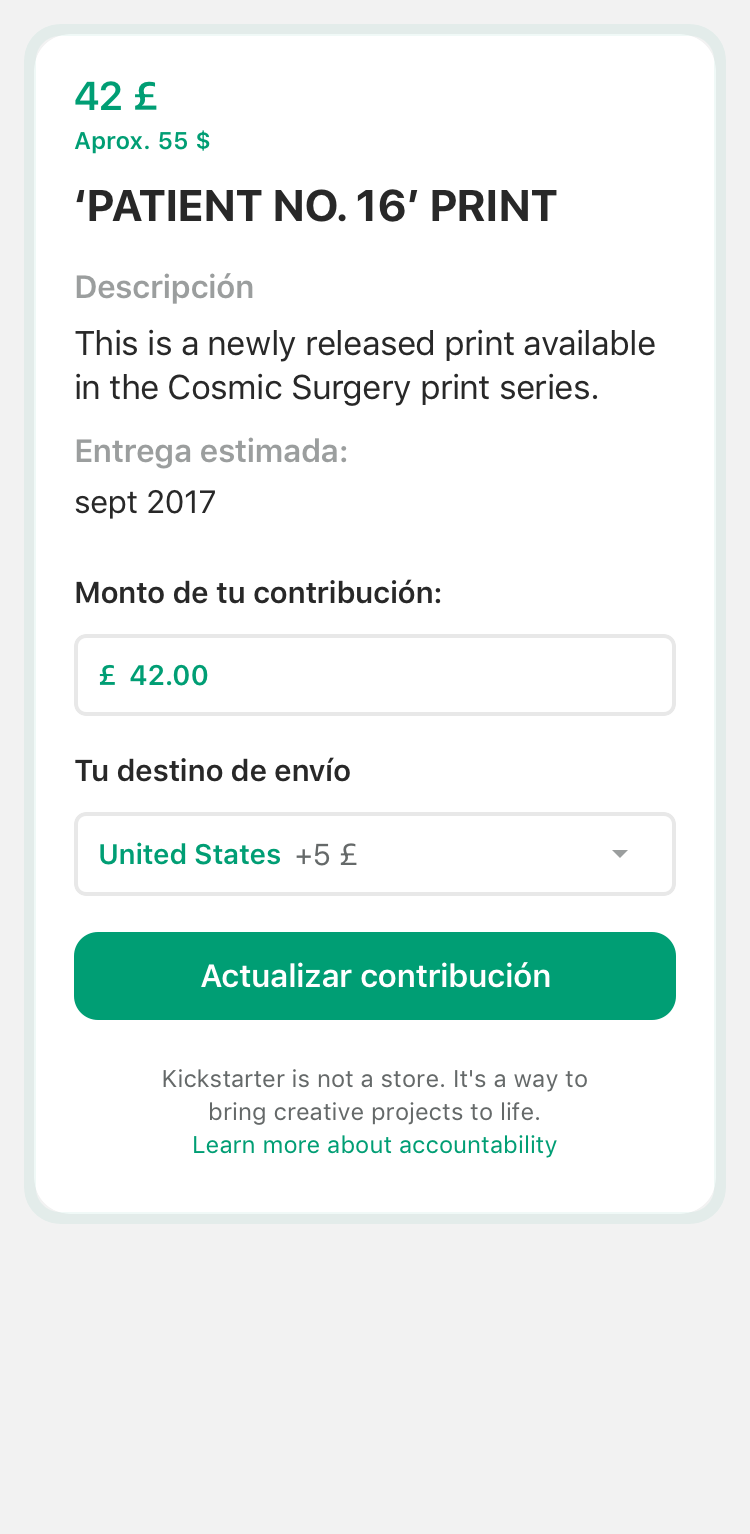 42 £
Aprox. 55 $
‘PATIENT NO. 16’ PRINT
Descripción
This is a newly released print available
in the Cosmic Surgery print series.
Entrega estimada:
sept 2017
Monto de tu contribución:
£ 42.00
Tu destino de envío
United States +5 £
Actualizar contribución
Kickstarter is not a store. It's a way to
bring creative projects to life.
Learn more about accountability